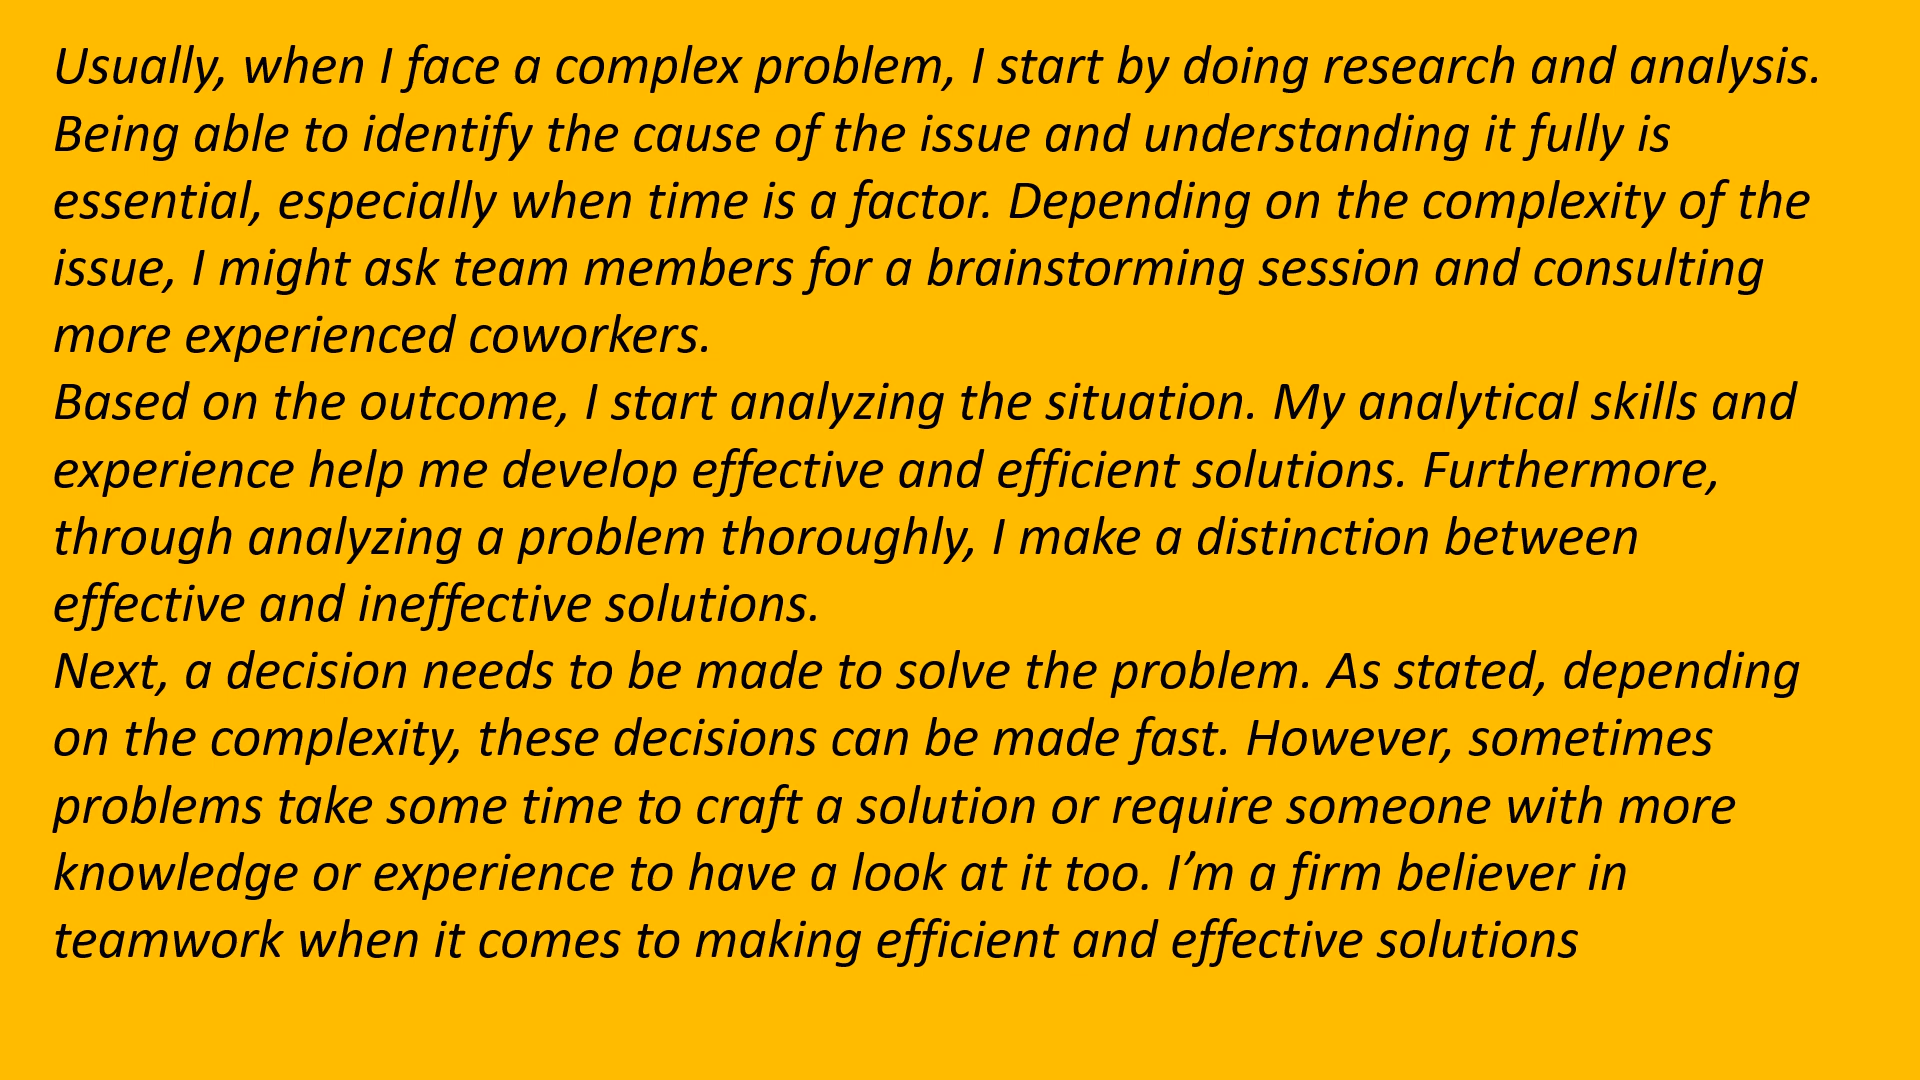 Usually, when I face a complex problem, I start by doing research and analysis.
Being able to identify the cause of the issue and understanding it fully is
essential, especially when time is a factor. Depending on the complexity of the
issue, I might ask team members for a brainstorming session and consulting
more experienced coworkers.
Based on the outcome, I start analyzing the situation. My analytical skills and
experience help me develop effective and efficient solutions. Furthermore,
through analyzing a problem thoroughly, I make a distinction between
effective and ineffective solutions.
Next, a decision needs to be made to solve the problem. As stated, depending
on the complexity, these decisions can be made fast. However, sometimes
problems take some time to craft a solution or require someone with more
knowledge or experience to have a look at it too. I’m a firm believer in
teamwork when it comes to making efficient and effective solutions